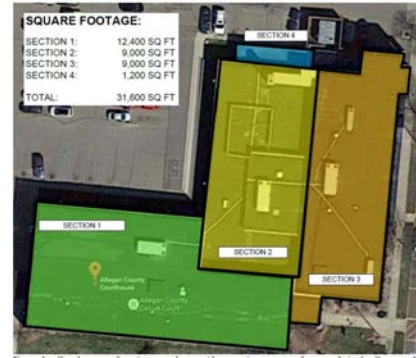 SQUARE FOOTAGE:
SECTION 1: 12,400 SQ FT
SECTION 2: 9,000 SQ FT
SECTION 3: 9,000 SQ FT
SECTION 4: 1,200 SQ FT
TOTAL: 31,600 SQ FT
SECTION 4
SECTION 1
SECTION 2
SECTION 3
Allegan County
Courthouse
Allegan County
Circuit Court